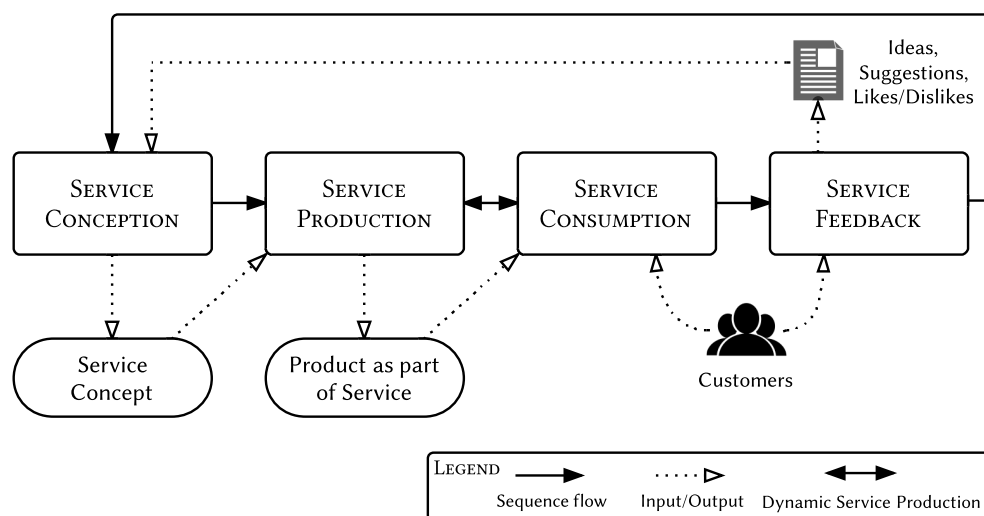 Ideas,
Suggestions,
Likes/Dislikes
SERVICE
CONCEPTION
SERVICE
PRODUCTION
SERVICE
CONSUMPTION
SERVICE
FEEDBACK
Service
Concept
Product as part
of Service
Customers
LEGEND
Sequence flow
Input/Output
Dynamic Service Production